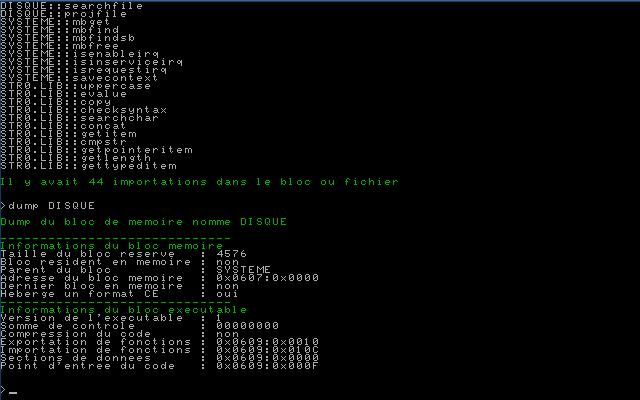 DISQUE::searchfile
DISQUE::projfile
SYSTEME::mbget
SYSTEME::mbfind
SYSTEME::mbfindsb
SYSTEME::mbfree
SYSTEME::isenableirq
SYSTEME::isinserviceirq
SYSTEME::isrequestirq
SYSTEME::savecontext
STR0.LIB::uppercase
STR0.LIB::evalue
STR0.LIB::copy
STR0.LIB::checksyntax
STR0.LIB::searchchar
STR0.LIB::concat
STR0.LIB::getitem
STR0.LIB::cmpstr
STR0.LIB::getpointeritem
STR0.LIB::getlength
STR0.LIB::gettypeditem
Il y avait 44 importations dans le bloc ou fichier
>dump DISQUE
Dump du bloc de memoire nomme DISQUE
------------------------------
Informations du bloc memoire
Taille du bloc reserve : 4576
Bloc resident en memoire : non
Parent du bloc : SYSTEME
Adresse du bloc memoire : 0x0607:0x0000
Dernier bloc en memoire : non
Heberge un format CE : oui
------------------------------
Informations du bloc executable
Version de l'executable : 1
Somme de controle : 00000000
Compression du code : non
Exportation de fonctions : 0x0609:0x0010
Importation de fonctions : 0x0609:0x010C
Sections de donnees : 0x0609:0x0000
Point d'entree du code : 0x0609:0x000F
>_